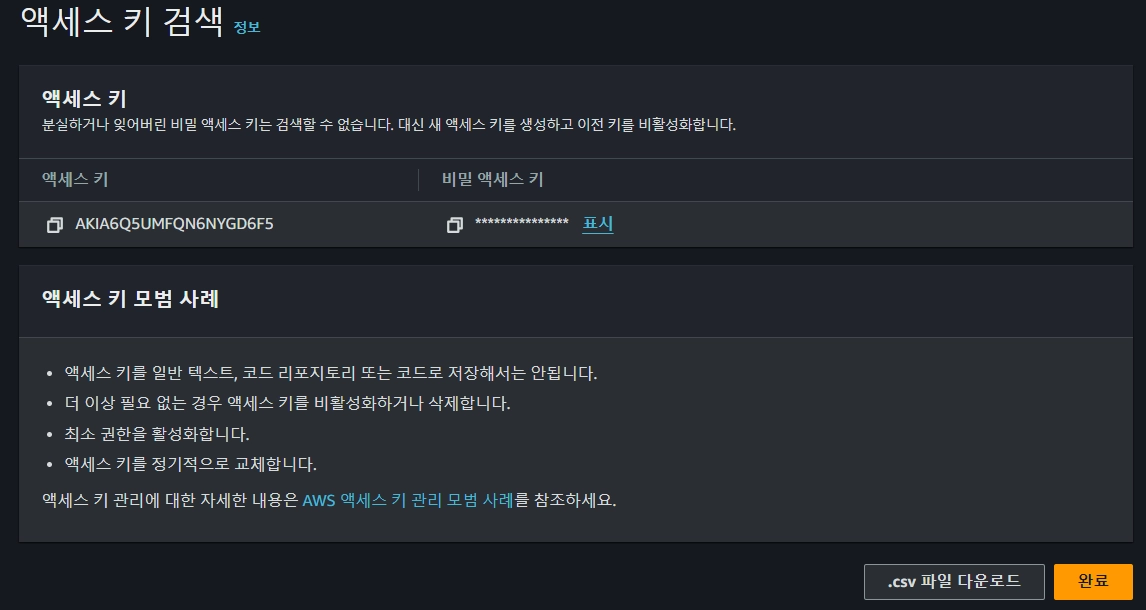 액세스 키 검색 정보
액세스 키
분실하거나 잊어버린 비밀 액세스 키는 검색할 수 없습니다. 대신 새 액세스 키를 생성하고 이전 키를 비활성화합니다.
액세스 키 비밀 액세스 키
AKIA6Q5UMFQN6NYGD6F5 *************** 표시
액세스 키 모범 사례
• 액세스 키를 일반 텍스트, 코드 리포지토리 또는 코드로 저장해서는 안됩니다.
• 더 이상 필요 없는 경우 액세스 키를 비활성화하거나 삭제합니다.
• 최소 권한을 활성화합니다.
• 액세스 키를 정기적으로 교체합니다.
액세스 키 관리에 대한 자세한 내용은 AWS 액세스 키 관리 모범 사례를 참조하세요.
.csv 파일 다운로드 완료